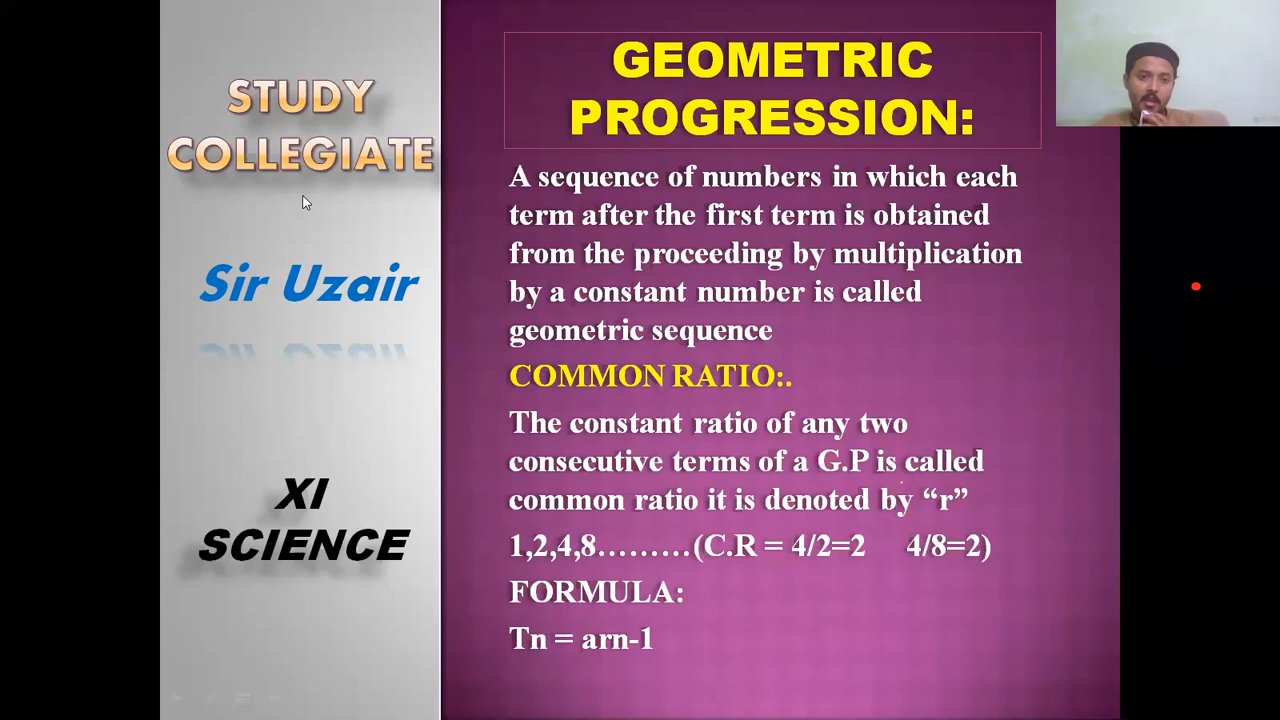 STUDY
COLLEGIATE
Sir Uzair
XI
SCIENCE
GEOMETRIC
PROGRESSION:
A sequence of numbers in which each
term after the first term is obtained
from the proceeding by multiplication
by a constant number is called
geometric sequence
COMMON RATIO:.
The constant ratio of any two
consecutive terms of a G.P is called
common ratio it is denoted by “r”
1,2,4,8………(C.R = 4/2=2 4/8=2)
FORMULA:
Tn = arn-1